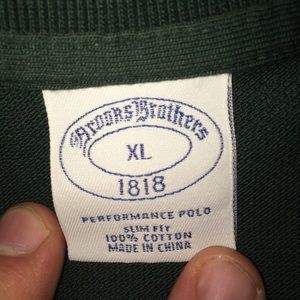 Brooks Brothers
XL
1818
PERFORMANCE POLO
SLIM FIT
100% COTTON
MADE IN CHINA